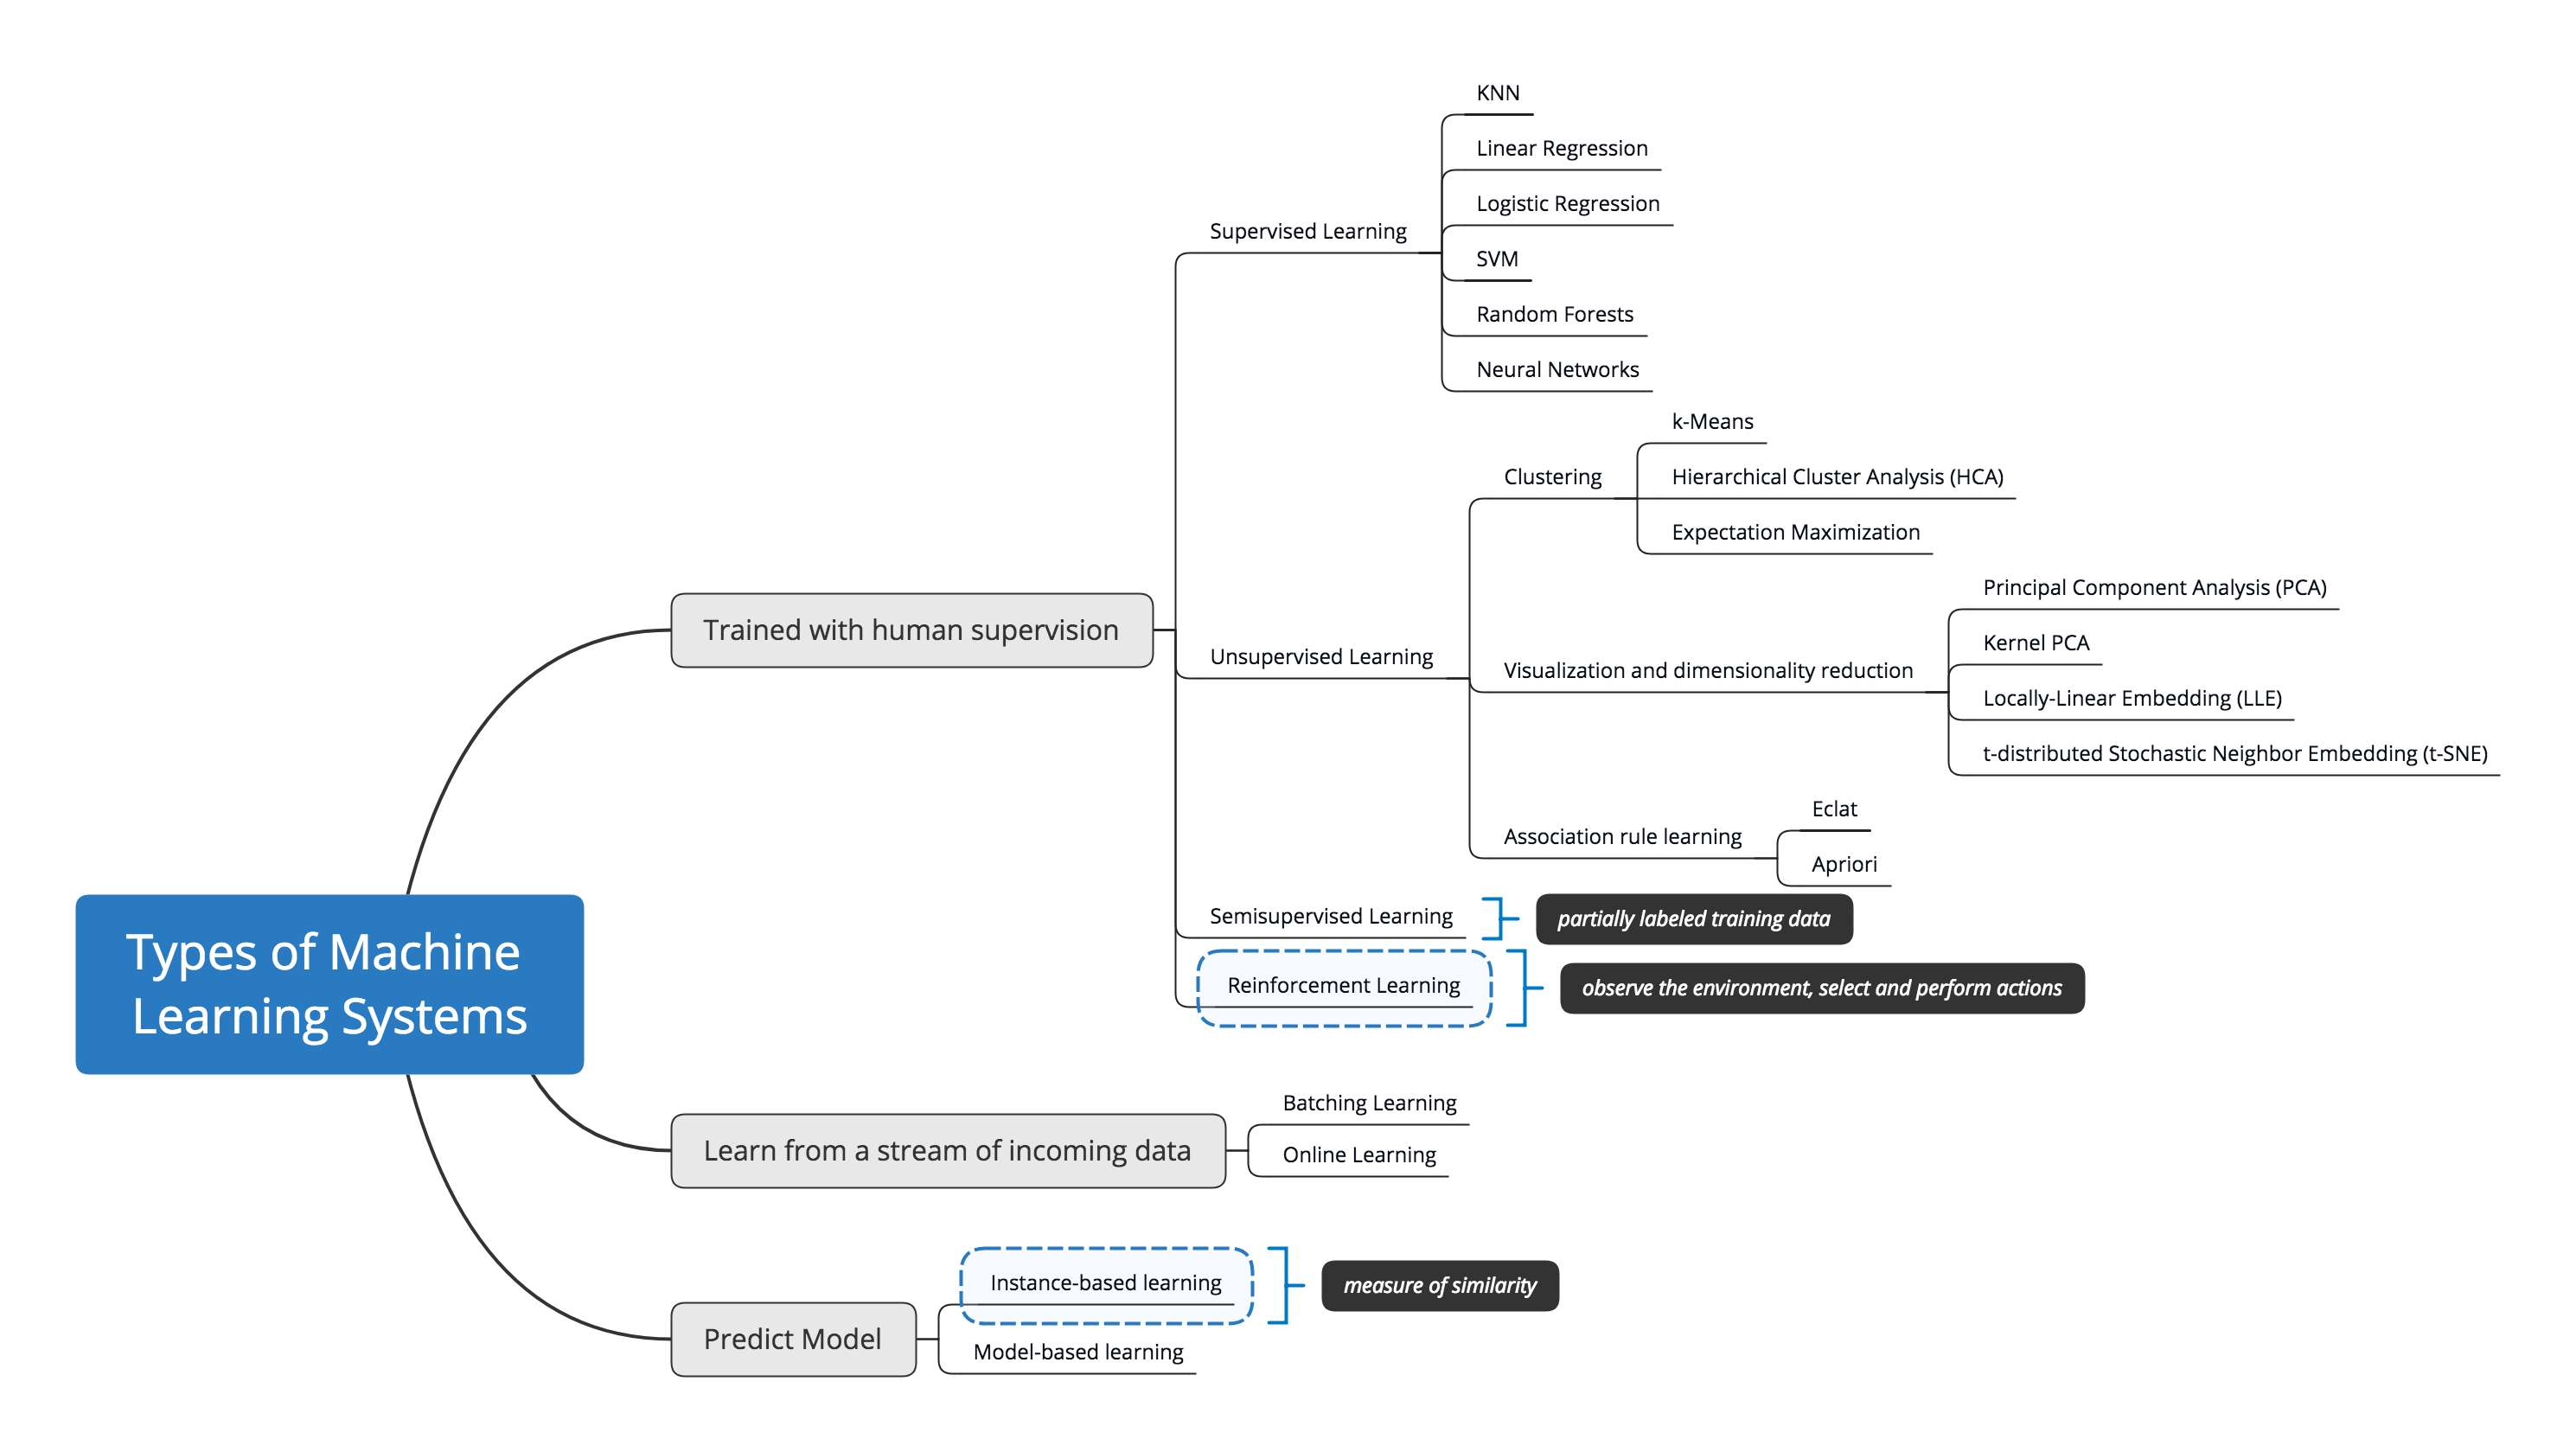 Types of Machine
Learning Systems
Trained with human supervision
Supervised Learning
KNN
Linear Regression
Logistic Regression
SVM
Random Forests
Neural Networks
Unsupervised Learning
Clustering
k-Means
Hierarchical Cluster Analysis (HCA)
Expectation Maximization
Visualization and dimensionality reduction
Principal Component Analysis (PCA)
Kernel PCA
Locally-Linear Embedding (LLE)
t-distributed Stochastic Neighbor Embedding (t-SNE)
Association rule learning
Eclat
Apriori
Semisupervised Learning
partially labeled training data
Reinforcement Learning
observe the environment, select and perform actions
Learn from a stream of incoming data
Batching Learning
Online Learning
Predict Model
Instance-based learning
measure of similarity
Model-based learning